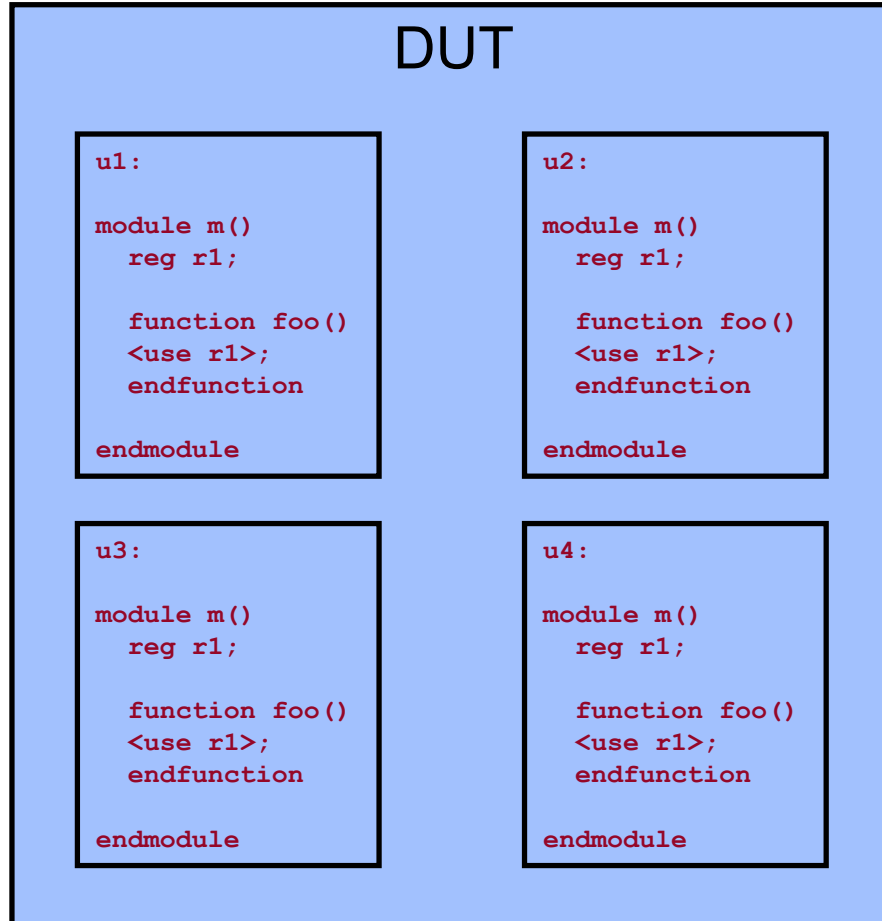 DUT
u1:
module m()
reg r1;
function foo()
<use r1>;
endfunction
endmodule
u2:
module m()
reg r1;
function foo()
<use r1>;
endfunction
endmodule
u3:
module m()
reg r1;
function foo()
<use r1>;
endfunction
endmodule
u4:
module m()
reg r1;
function foo()
<use r1>;
endfunction
endmodule